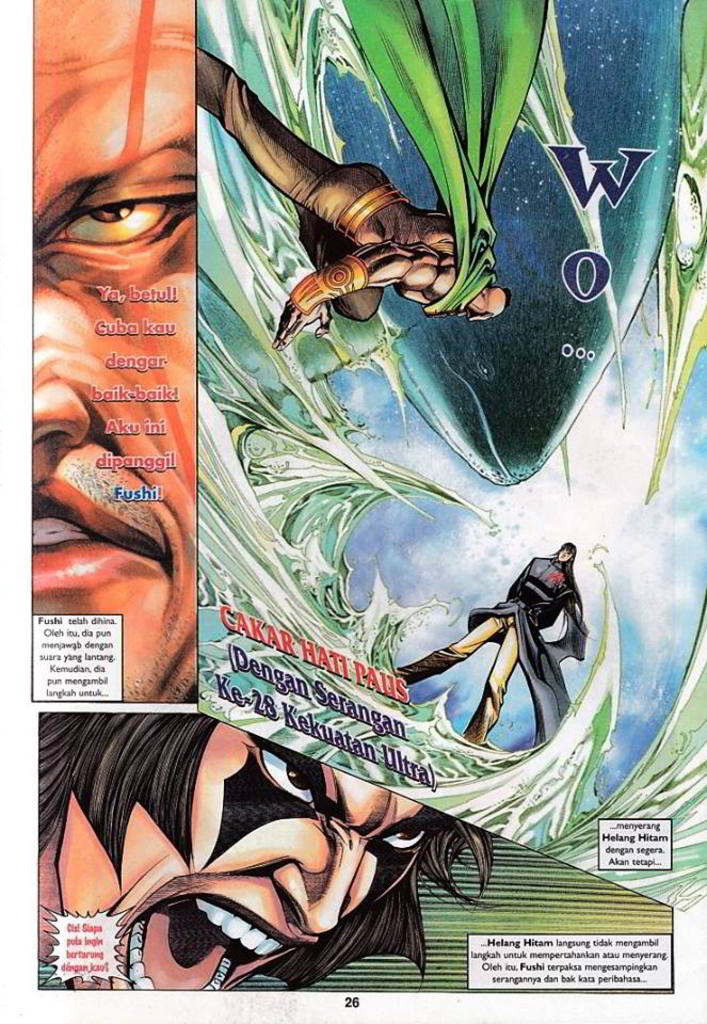 Ya, betul!
Cuba kau
dengar
baik-baik!
Aku ini
dipanggil
Fushi!
Fushi telah dihina.
Oleh itu, dia pun
menjawab dengan
suara yang lantang.
Kemudian, dia
pun mengambil
langkah untuk...
W
O
...
CAKAR HATI PAUS
(Dengan Serangan
Ke-28 Kekuatan Ultra)
...menyerang
Helang Hitam
dengan segera.
Akan tetapi...
Cis! Siapa
pula ingin
bertarung
dengan kau?
...Helang Hitam langsung tidak mengambil
langkah untuk mempertahankan atau menyerang.
Oleh itu, Fushi terpaksa mengesampingkan
serangannya dan bak kata peribahasa...
26